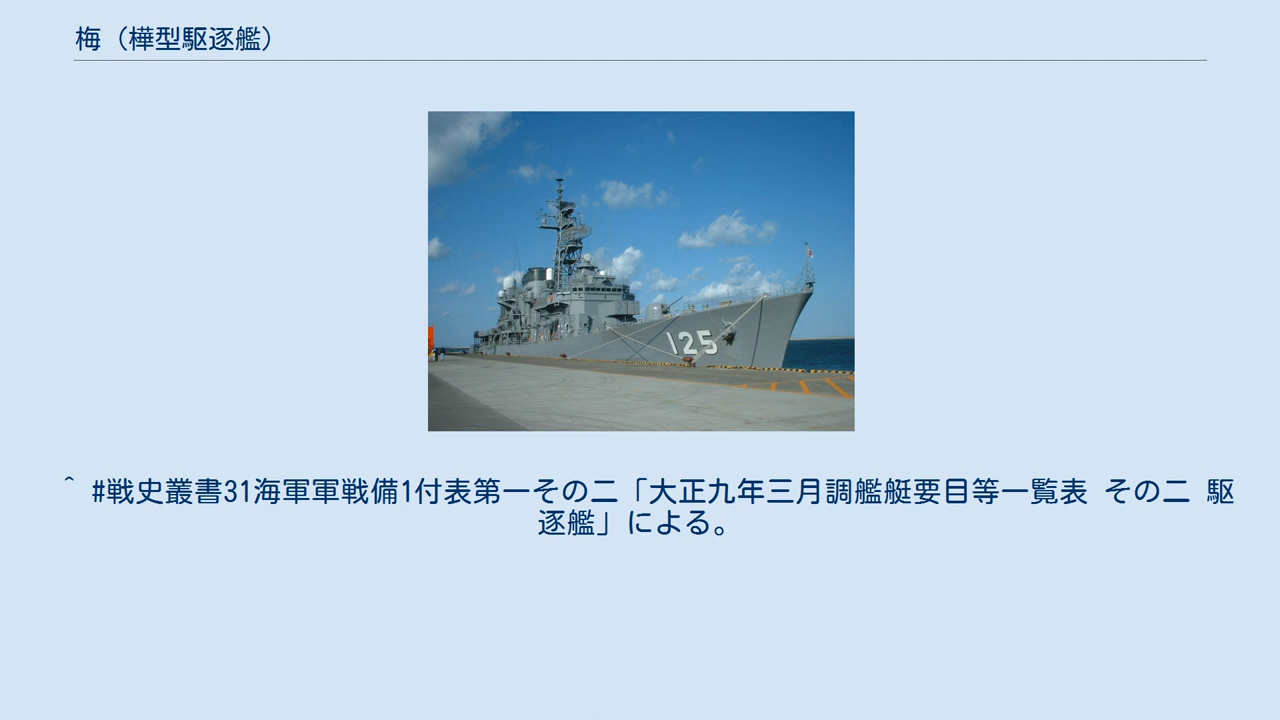 梅（樺型駆逐艦）
125
^ #戦史叢書31海軍軍戦備1付表第一その二「大正九年三月調艦艇要目等一覧表 その二 駆
逐艦」による。